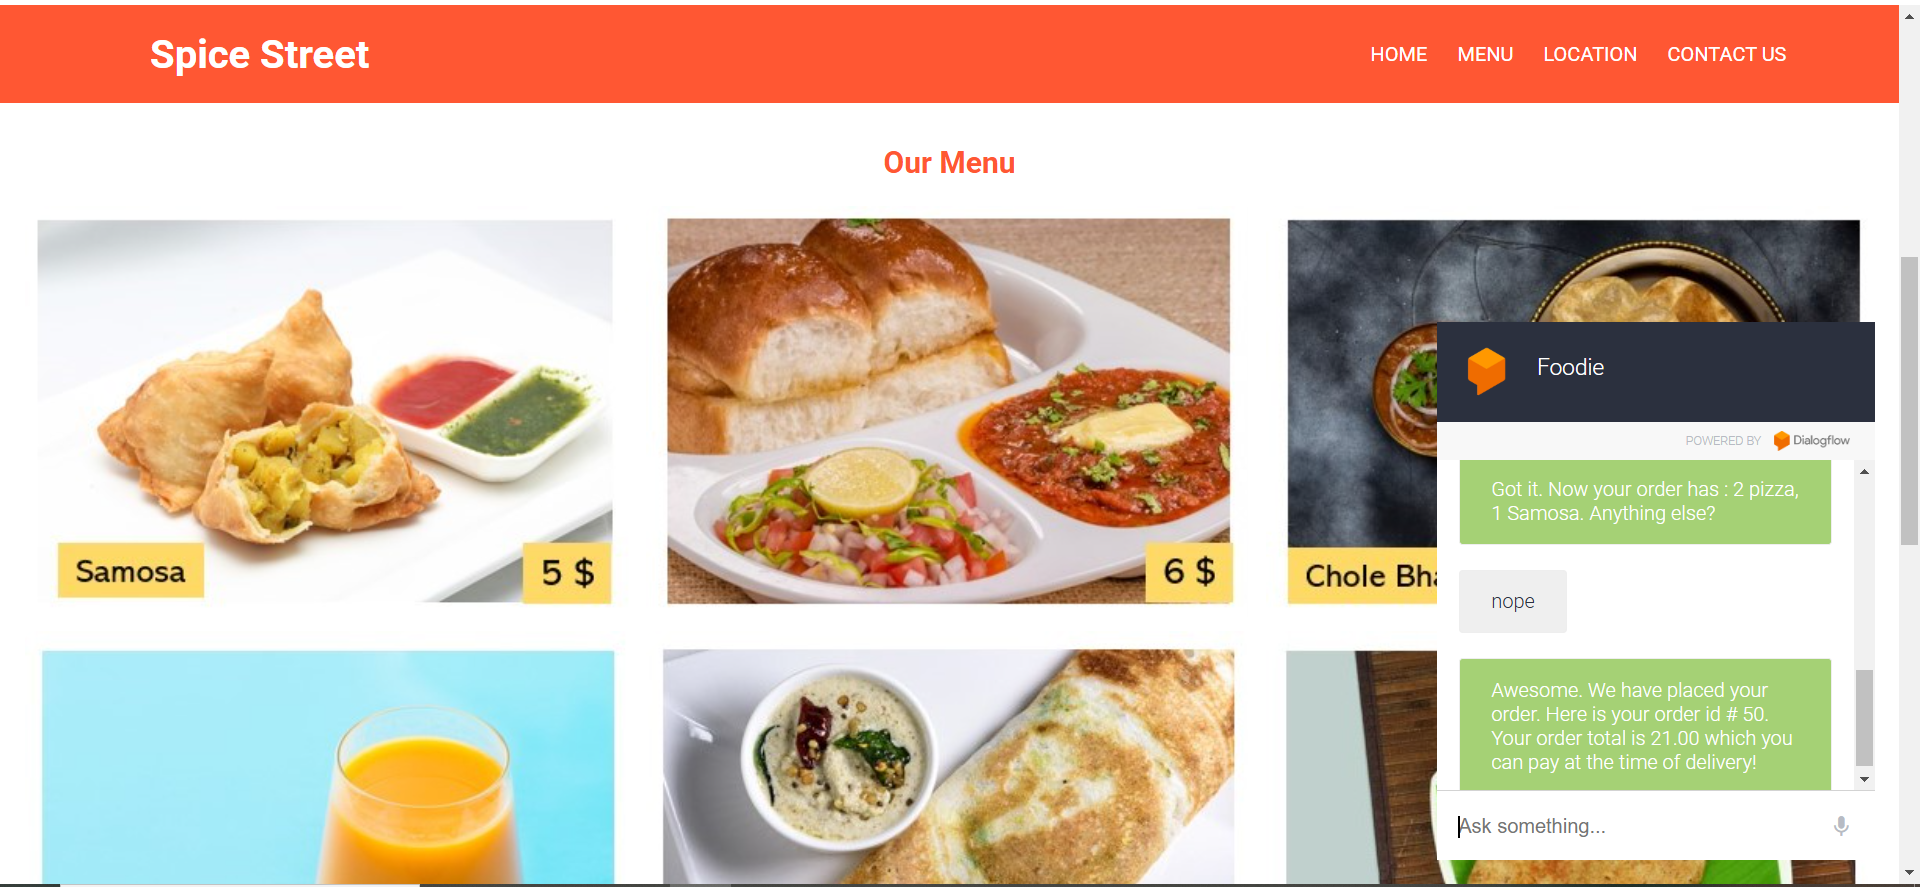 Spice Street
HOME MENU LOCATION CONTACT US
Our Menu
Samosa
5 $
6 $
Chole
Foodie
POWERED BY Dialogflow
Got it. Now your order has : 2 pizza,
1 Samosa. Anything else?
nope
Awesome. We have placed your
order. Here is your order id # 50.
Your order total is 21.00 which you
can pay at the time of delivery!
Ask something...